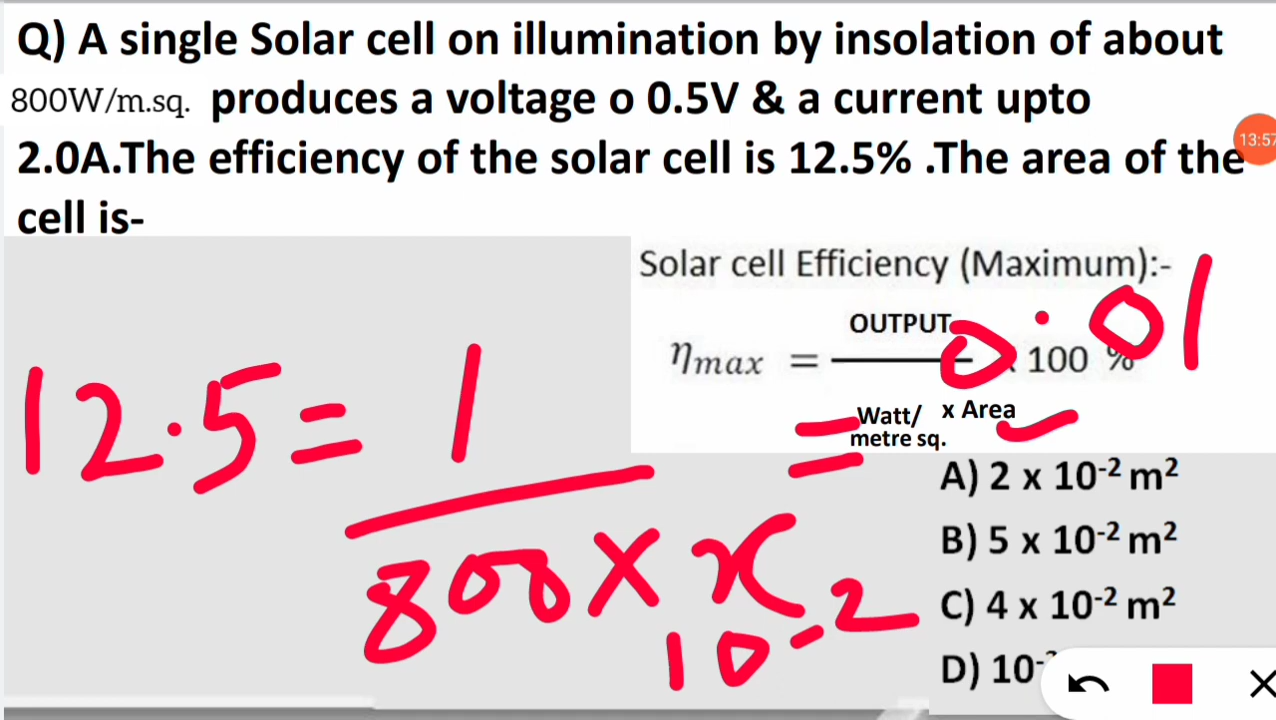 Q) A single Solar cell on illumination by insolation of about
800W/m.sq. produces a voltage o 0.5V & a current upto
2.0A.The efficiency of the solar cell is 12.5% .The area of the
13:57
cell is-
Solar cell Efficiency (Maximum):-
0.01
OUTPUT
ηmax = 100 %
Watt/ x Area
metre sq.
12.5 = 1
800 x x
=
10-2
A) 2 x 10-2 m2
B) 5 x 10-2 m2
C) 4 x 10-2 m2
D) 10-